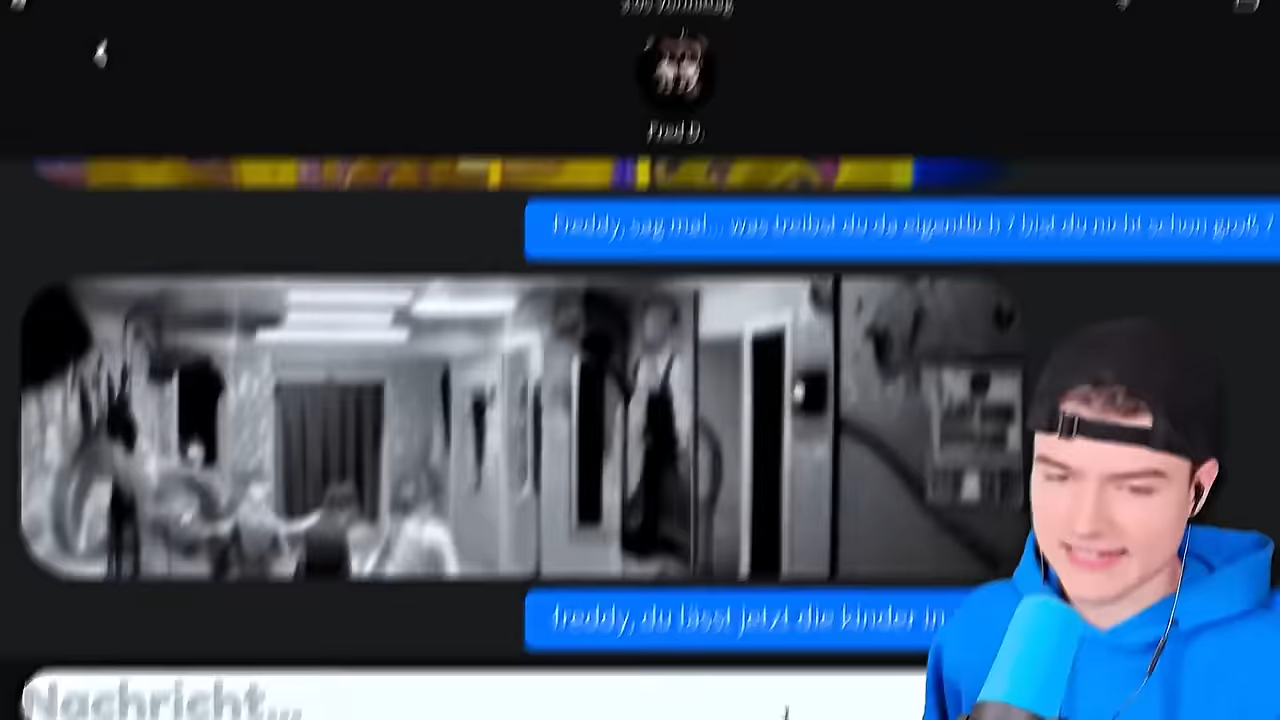 Fred B.
Freddy, sag mal... was treibst du da eigentlich ? bist du nicht schon groß ?
freddy, du lässt jetzt die kinder in
Nachricht...